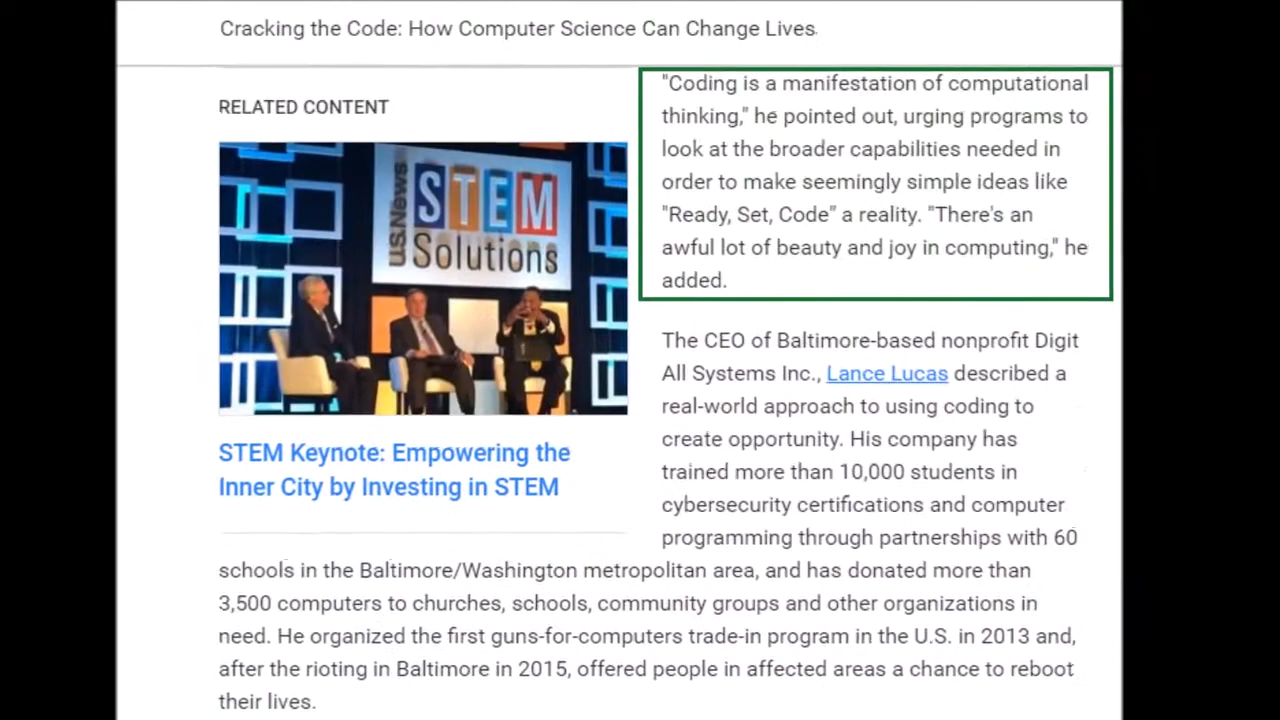 Cracking the Code: How Computer Science Can Change Lives
RELATED CONTENT
U.S.News
STEM
Solutions
STEM Keynote: Empowering the
Inner City by Investing in STEM
"Coding is a manifestation of computational
thinking," he pointed out, urging programs to
look at the broader capabilities needed in
order to make seemingly simple ideas like
"Ready, Set, Code" a reality. "There's an
awful lot of beauty and joy in computing," he
added.
The CEO of Baltimore-based nonprofit Digit
All Systems Inc., Lance Lucas described a
real-world approach to using coding to
create opportunity. His company has
trained more than 10,000 students in
cybersecurity certifications and computer
programming through partnerships with 60
schools in the Baltimore/Washington metropolitan area, and has donated more than
3,500 computers to churches, schools, community groups and other organizations in
need. He organized the first guns-for-computers trade-in program in the U.S. in 2013 and,
after the rioting in Baltimore in 2015, offered people in affected areas a chance to reboot
their lives.